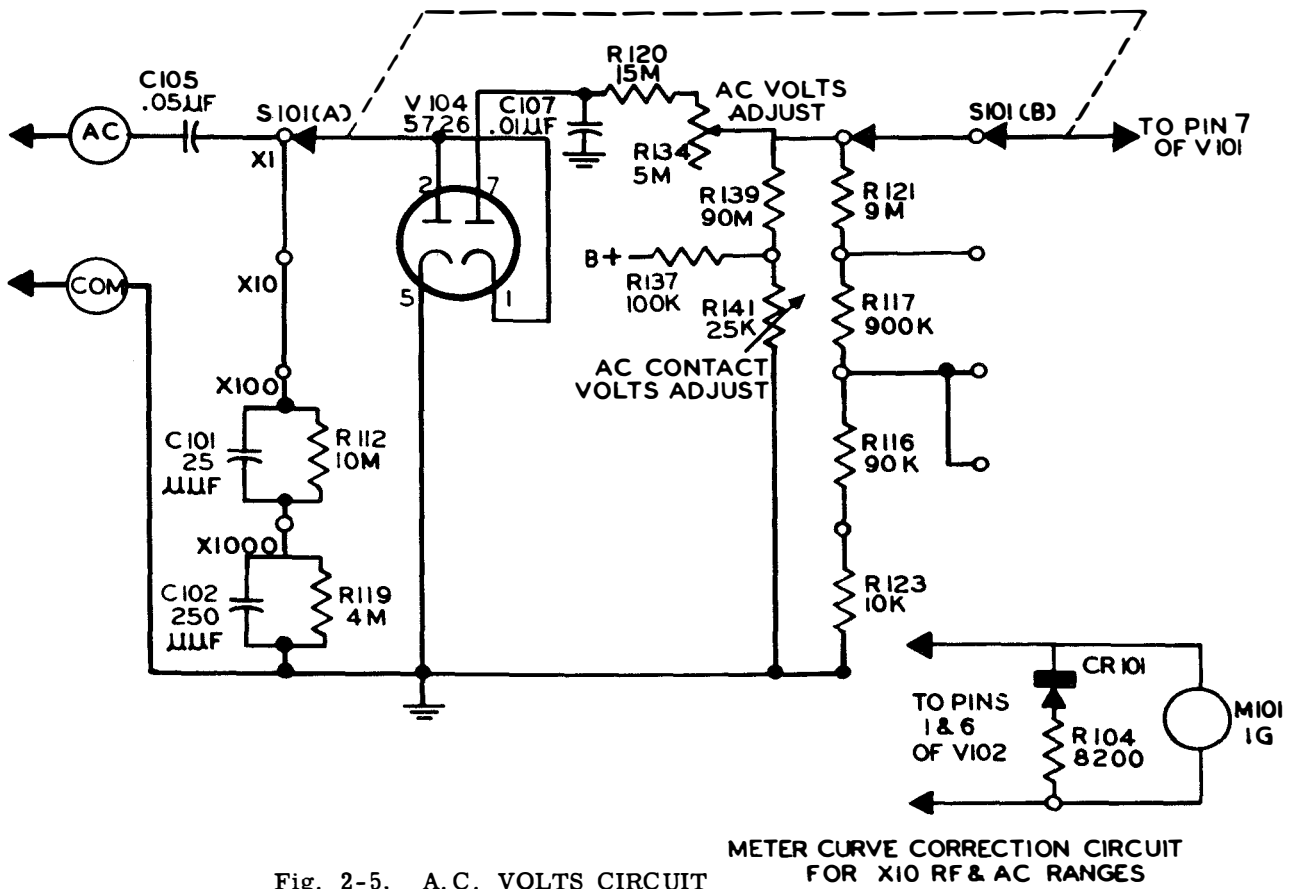 C105
.05µF
AC
S101(A)
X1
V104
5726
C107
.01µF
R120
15M
AC VOLTS
ADJUST
S101(B)
TO PIN 7
OF V101
R134
5M
2
7
5
1
R139
90M
R121
9M
COM
X10
B+
R137
100K
R141
25K
R117
900K
AC CONTACT
VOLTS ADJUST
X100
C101
25
µµF
R112
10M
R116
90K
X1000
C102
250
µµF
R119
4M
R123
10K
CR101
TO PINS
1 & 6
OF V102
R104
8200
M101
1G
METER CURVE CORRECTION CIRCUIT
FOR X10 RF & AC RANGES
Fig. 2-5. A.C. VOLTS CIRCUIT